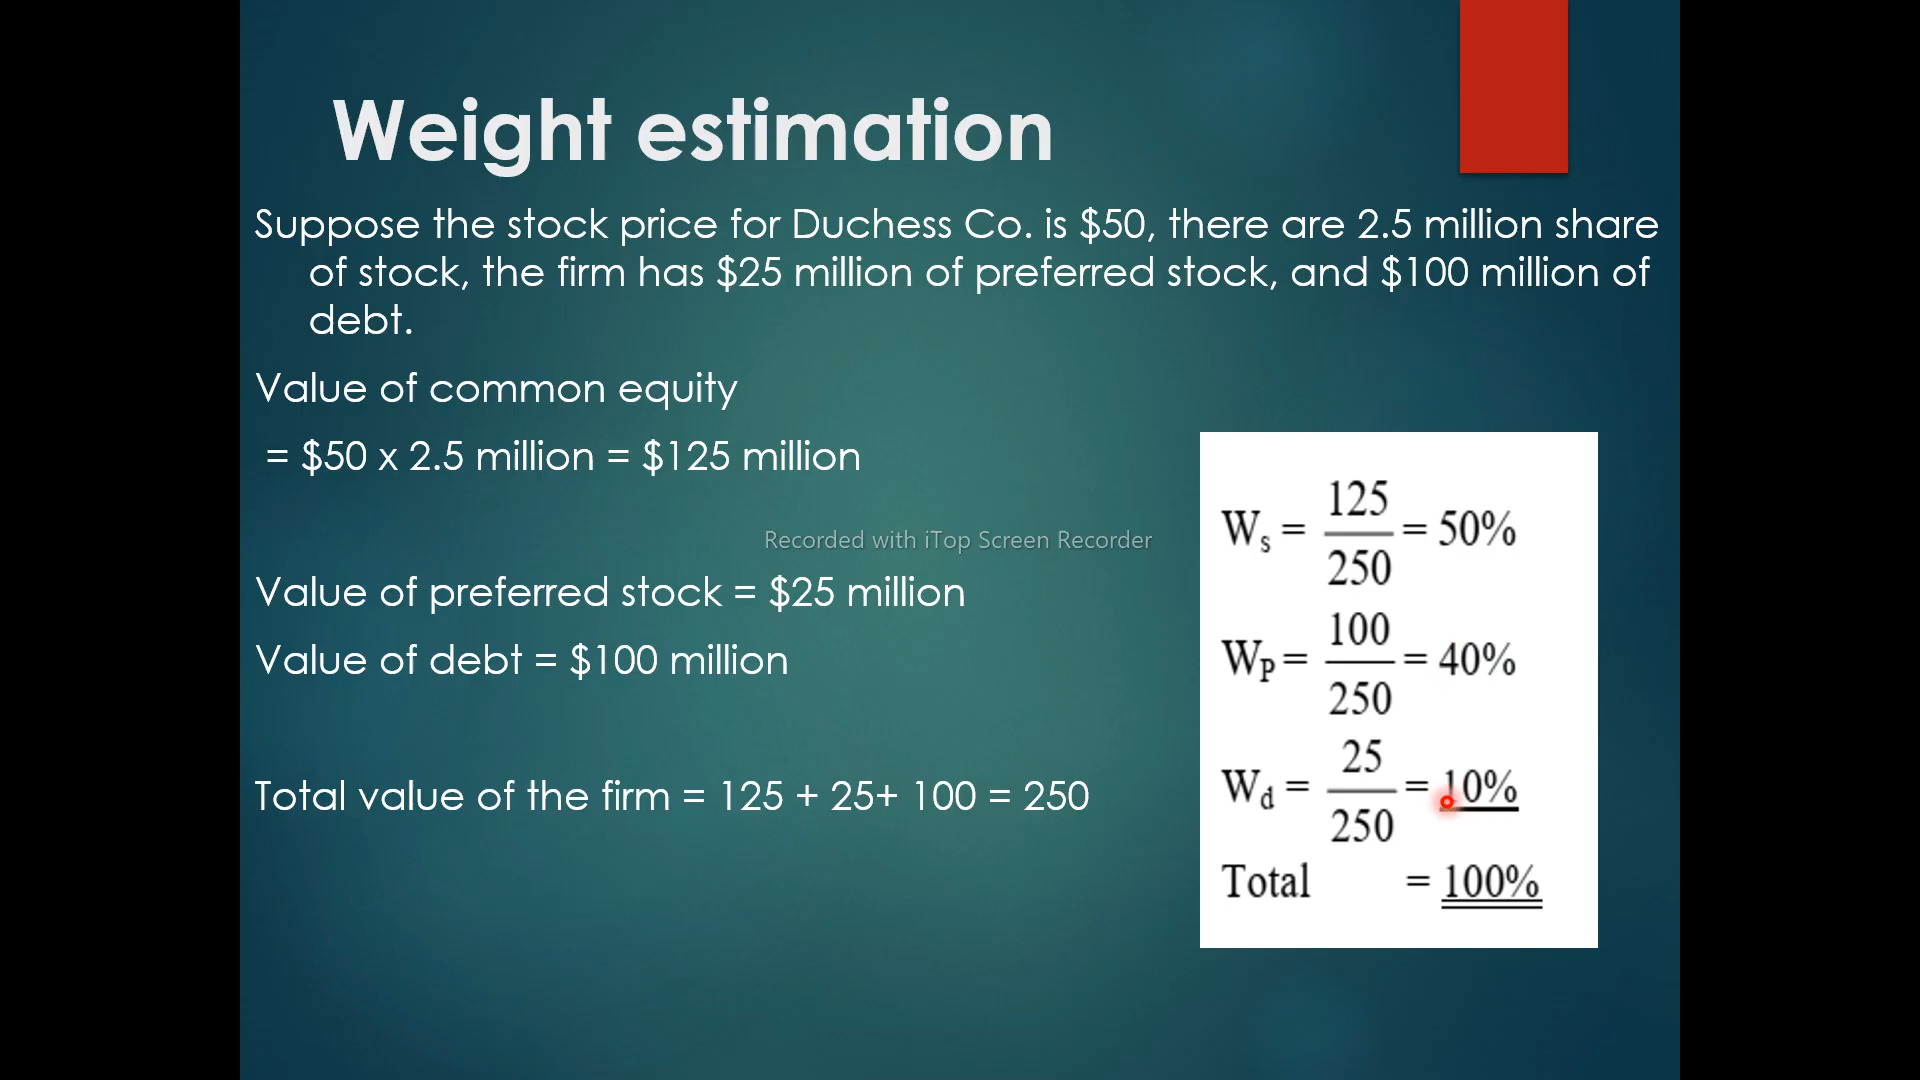 Weight estimation
Suppose the stock price for Duchess Co. is $50, there are 2.5 million share
of stock, the firm has $25 million of preferred stock, and $100 million of
debt.
Value of common equity
= $50 x 2.5 million = $125 million
Recorded with iTop Screen Recorder
Value of preferred stock = $25 million
Value of debt = $100 million
Total value of the firm = 125 + 25+ 100 = 250
Ws = 125/250 = 50%
WP = 100/250 = 40%
Wd = 25/250 = 10%
Total = 100%